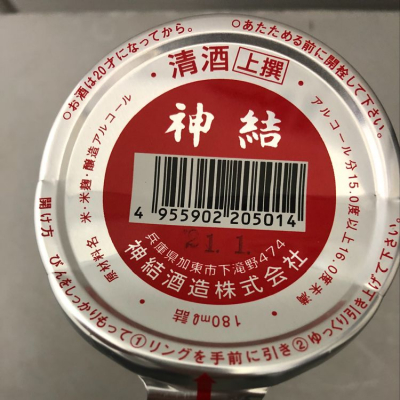 ○お酒は20才になってから。
○あたためる前に開栓して下さい。
清酒 上撰
神結
4 955902 205014
21.1.
兵庫県加東市下滝野474
神結酒造株式会社
原材料名 米・米麹・醸造アルコール
アルコール分15.0度以上16.0度未満
180mℓ詰
開け方 びんをしっかりもって①リングを手前に引き②ゆっくり引き上げて下さい。